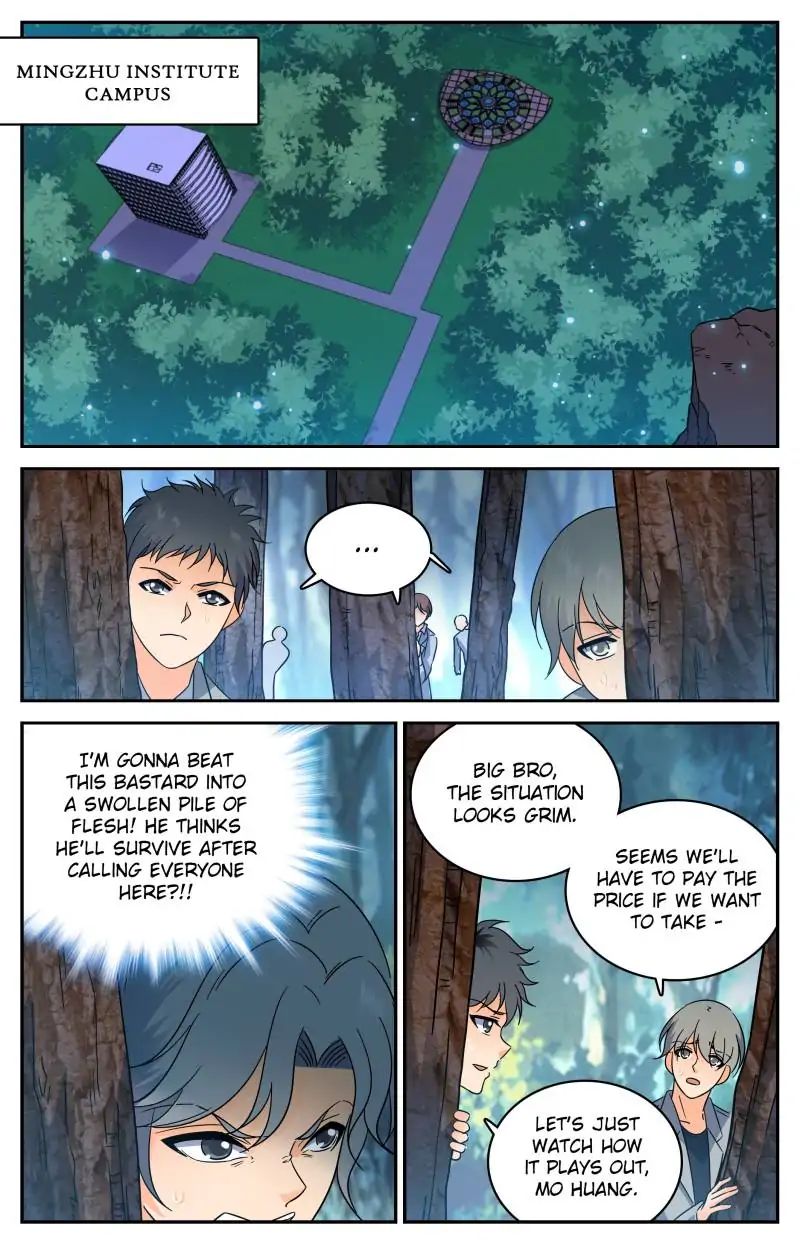 MINGZHU INSTITUTE
CAMPUS
...
I'M GONNA BEAT
THIS BASTARD INTO
A SWOLLEN PILE OF
FLESH! HE THINKS
HE'LL SURVIVE AFTER
CALLING EVERYONE
HERE?!!
BIG BRO,
THE SITUATION
LOOKS GRIM.
SEEMS WE'LL
HAVE TO PAY THE
PRICE IF WE WANT
TO TAKE -
LET'S JUST
WATCH HOW
IT PLAYS OUT,
MO HUANG.